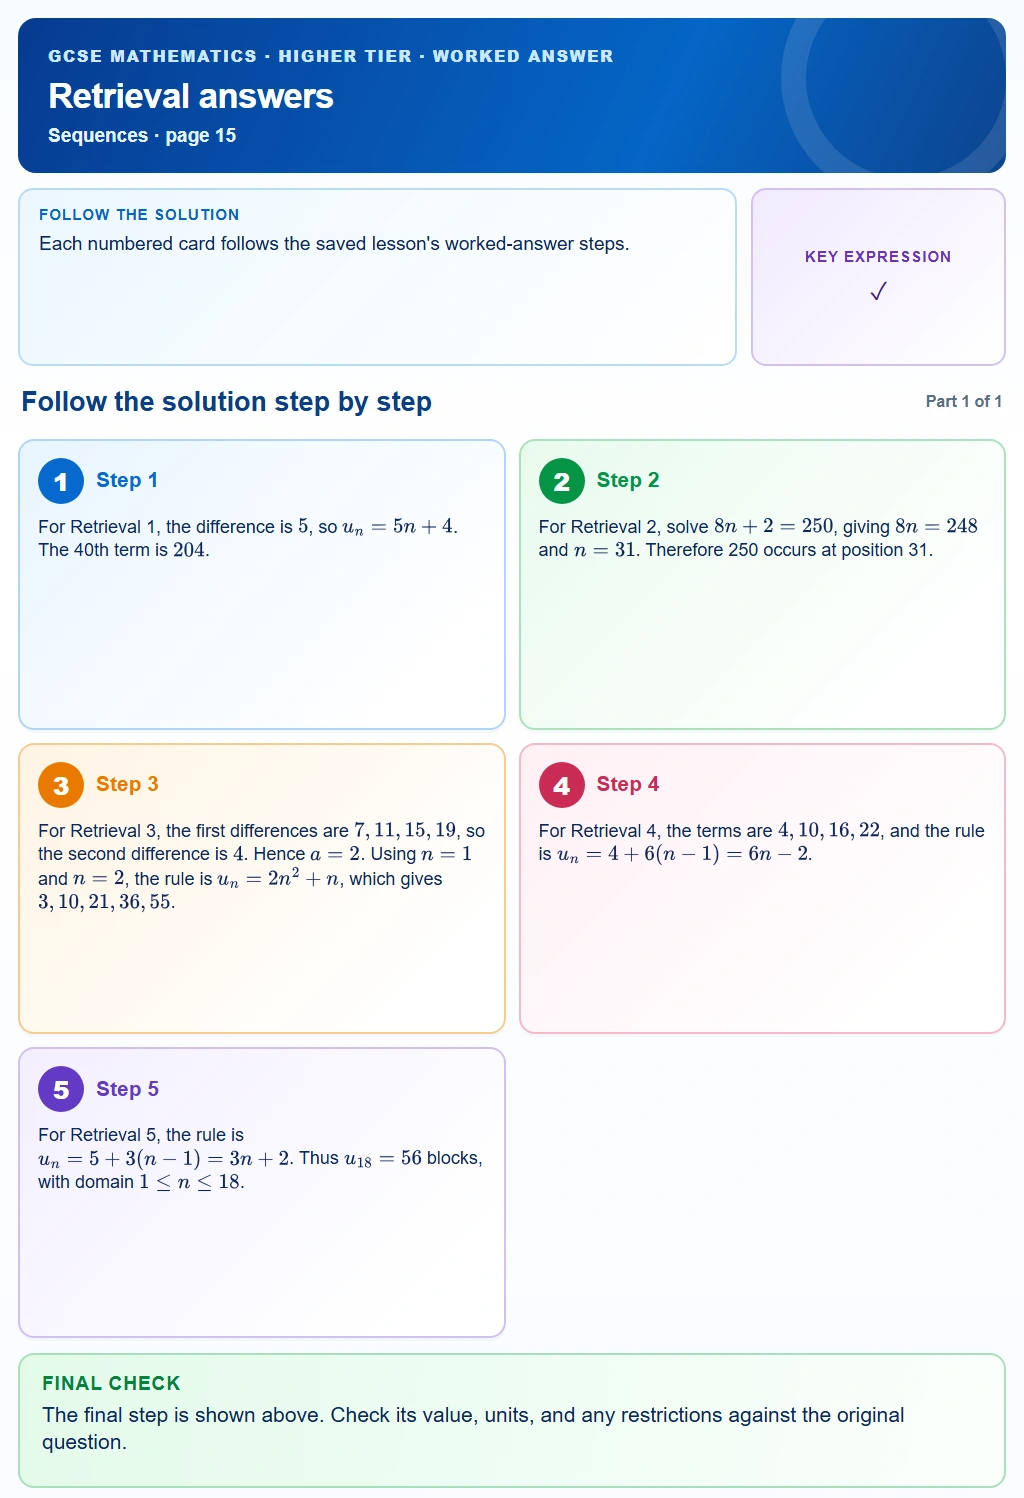 GCSE MATHEMATICS · HIGHER TIER · WORKED ANSWER
Retrieval answers
Sequences · page 15
FOLLOW THE SOLUTION
Each numbered card follows the saved lesson's worked-answer steps.
KEY EXPRESSION
✓
Follow the solution step by step
Part 1 of 1
1 Step 1
For Retrieval 1, the difference is 5, so uₙ = 5n + 4.
The 40th term is 204.
2 Step 2
For Retrieval 2, solve 8n + 2 = 250, giving 8n = 248
and n = 31. Therefore 250 occurs at position 31.
3 Step 3
For Retrieval 3, the first differences are 7, 11, 15, 19, so
the second difference is 4. Hence a = 2. Using n = 1
and n = 2, the rule is uₙ = 2n² + n, which gives
3, 10, 21, 36, 55.
4 Step 4
For Retrieval 4, the terms are 4, 10, 16, 22, and the rule
is uₙ = 4 + 6(n − 1) = 6n − 2.
5 Step 5
For Retrieval 5, the rule is
uₙ = 5 + 3(n − 1) = 3n + 2. Thus u₁₈ = 56 blocks,
with domain 1 ≤ n ≤ 18.
FINAL CHECK
The final step is shown above. Check its value, units, and any restrictions against the original
question.